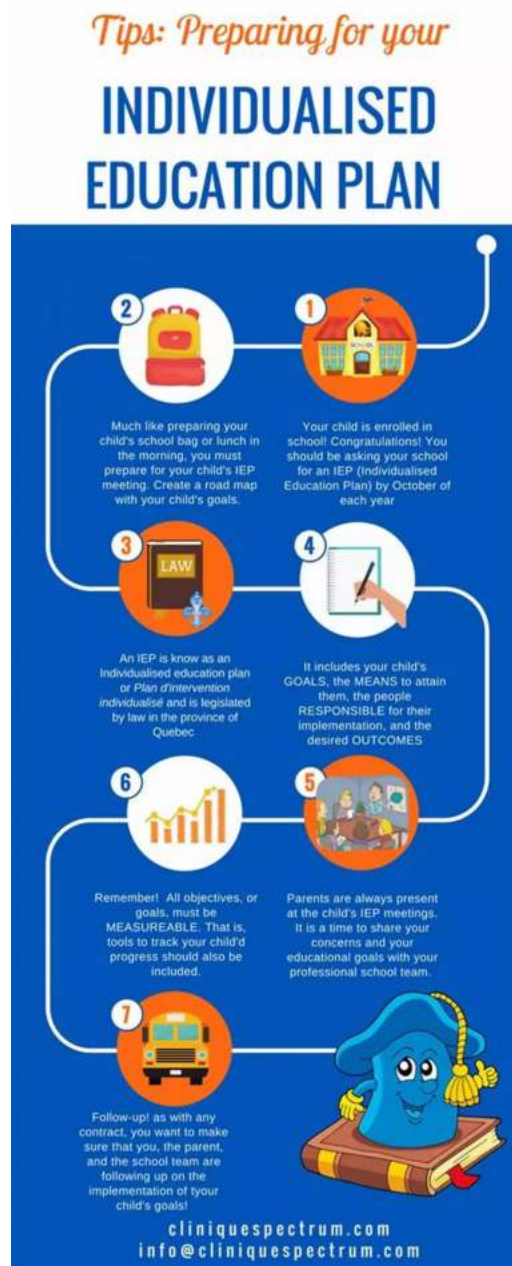 Tips: Preparing for your
INDIVIDUALISED
EDUCATION PLAN
1
SCHOOL
Your child is enrolled in
school! Congratulations! You
should be asking your school
for an IEP (Individualised
Education Plan) by October of
each year
2
Much like preparing your
child's school bag or lunch in
the morning, you must
prepare for your child's IEP
meeting. Create a road map
with your child's goals.
3
LAW
An IEP is know as an
Individualised education plan
or Plan d'intervention
individualisé and is legislated
by law in the province of
Quebec
4
It includes your child's
GOALS, the MEANS to attain
them, the people
RESPONSIBLE for their
implementation, and the
desired OUTCOMES
5
Parents are always present
at the child's IEP meetings.
It is a time to share your
concerns and your
educational goals with your
professional school team.
6
Remember! All objectives, or
goals, must be
MEASUREABLE. That is,
tools to track your child'd
progress should also be
included.
7
Follow-up! as with any
contract, you want to make
sure that you, the parent,
and the school team are
following up on the
implementation of tyour
child's goals!
cliniquespectrum.com
info@cliniquespectrum.com